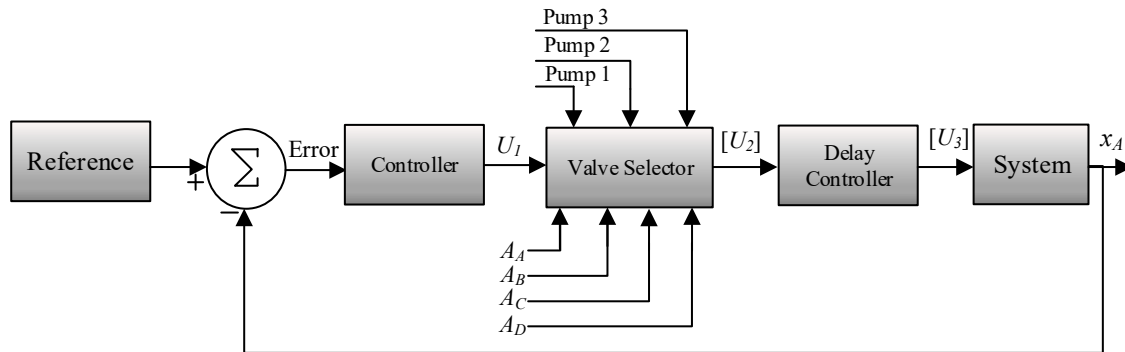 Pump 3
Pump 2
Pump 1
Reference
+
−
Σ
Error
Controller
U1
Valve Selector
[U2]
Delay
Controller
[U3]
System
xA
AA
AB
AC
AD